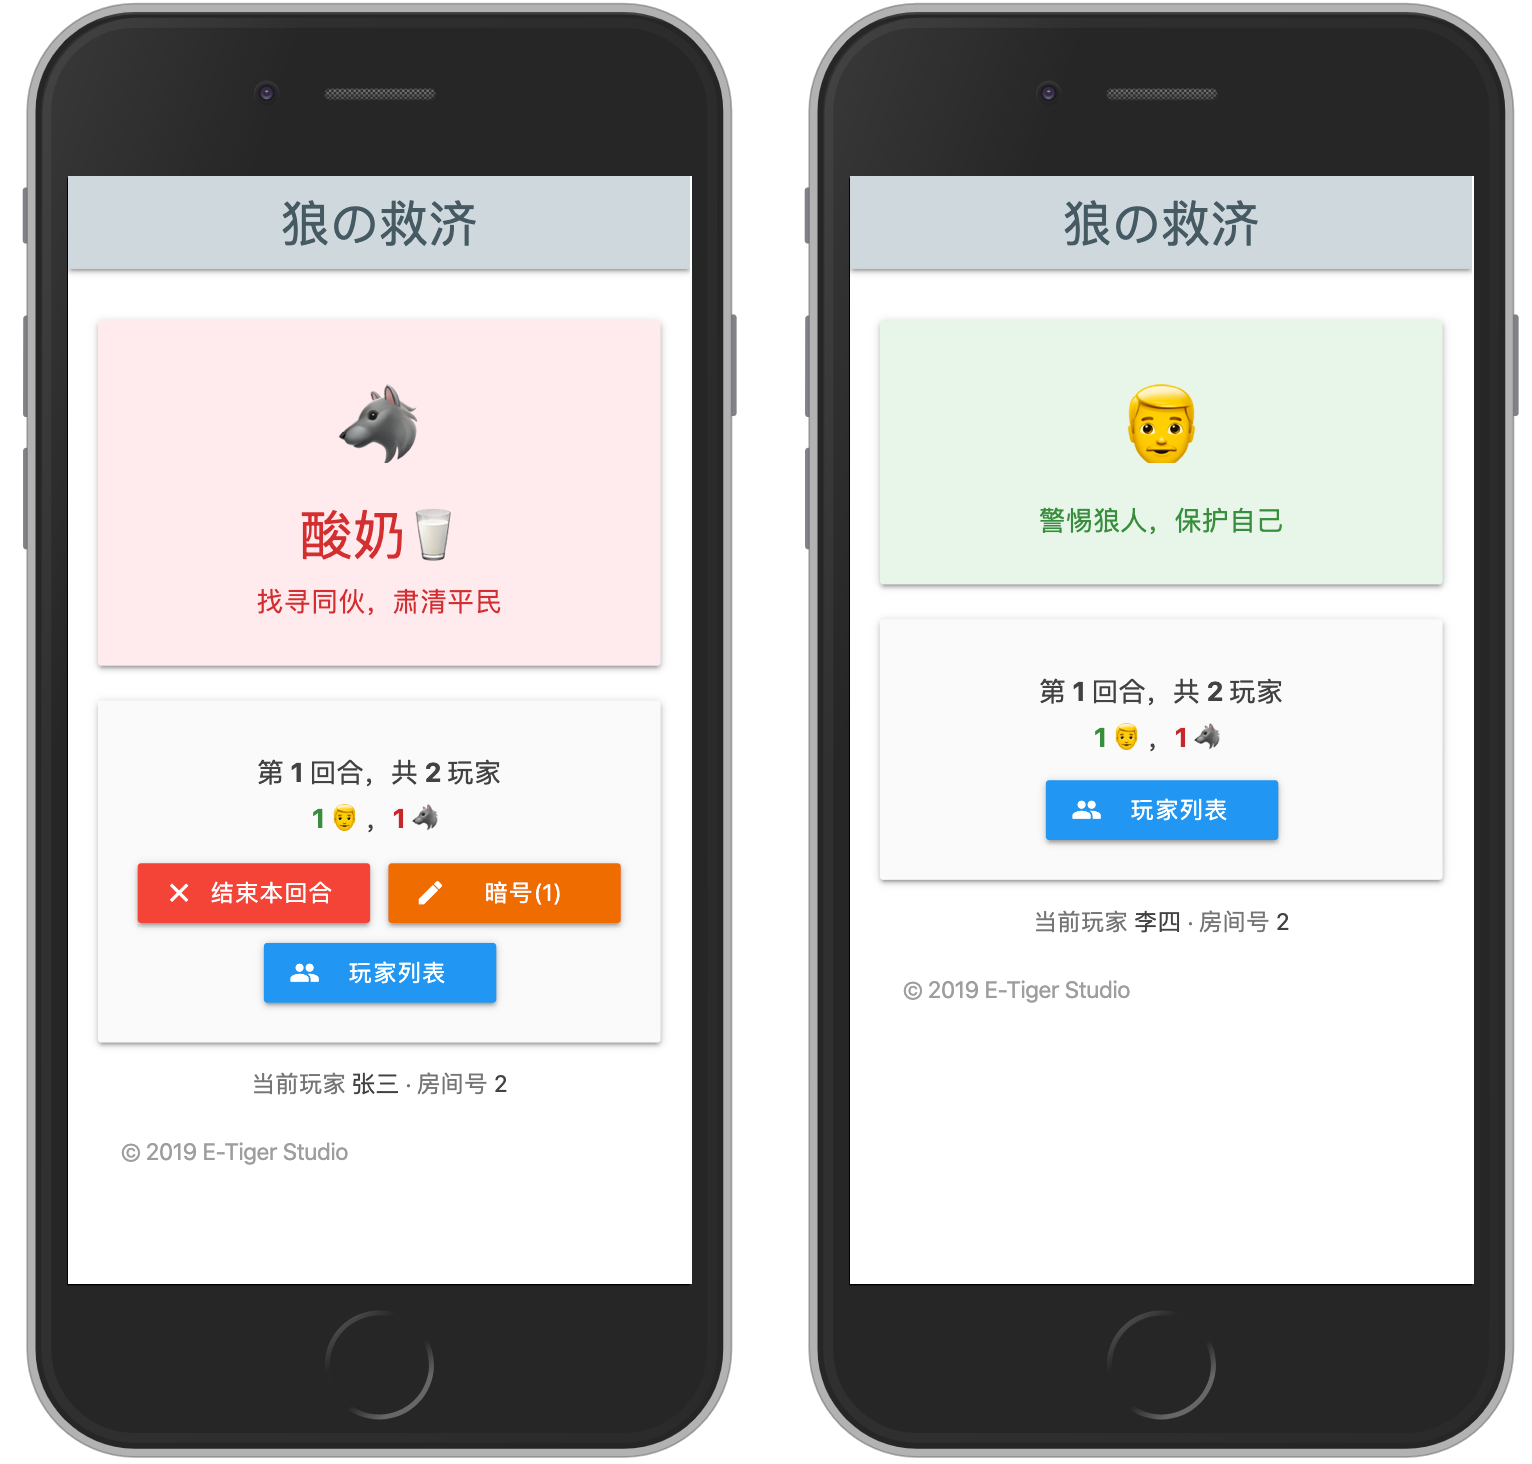 狼の救济
酸奶🥛
找寻同伙，肃清平民
第 1 回合，共 2 玩家
1👨，1🐺
结束本回合
暗号(1)
玩家列表
当前玩家 张三 · 房间号 2
© 2019 E-Tiger Studio
狼の救济
警惕狼人，保护自己
第 1 回合，共 2 玩家
1👨，1🐺
玩家列表
当前玩家 李四 · 房间号 2
© 2019 E-Tiger Studio